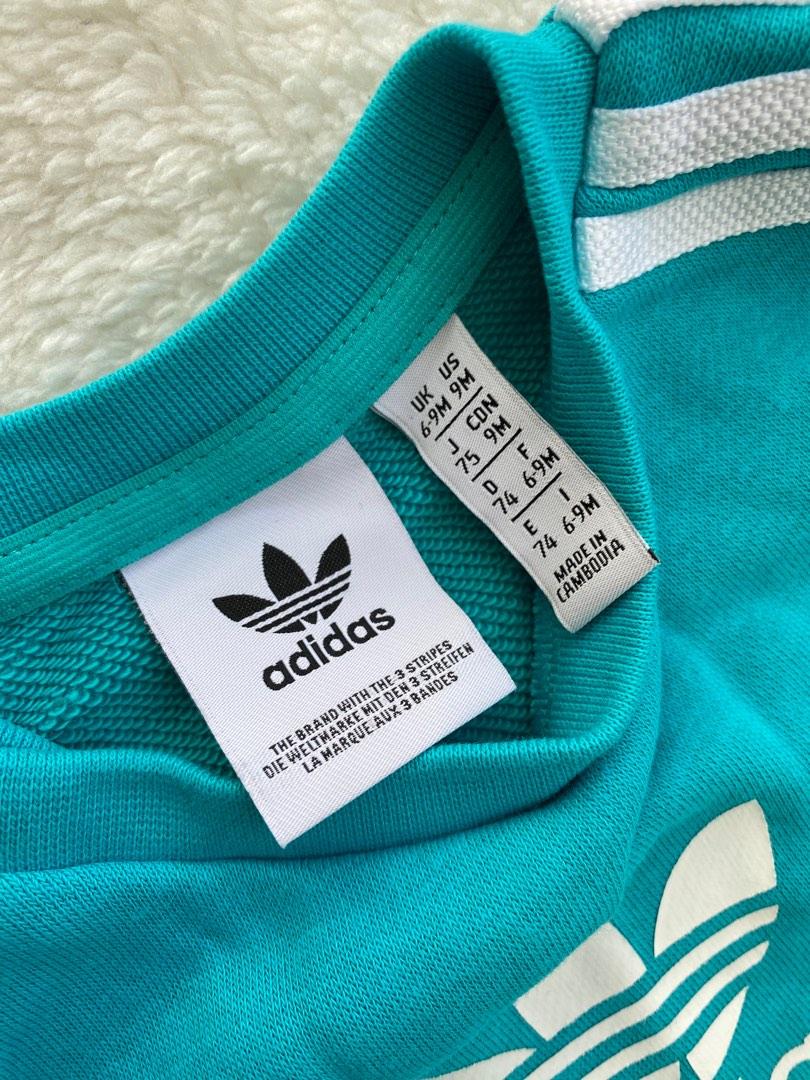 adidas
THE BRAND WITH THE 3 STRIPES
DIE WELTMARKE MIT DEN 3 STREIFEN
LA MARQUE AUX 3 BANDES
UK US
6-9M 9M
J CDN
75 9M
D F
74 6-9M
E I
74 6-9M
MADE IN
CAMBODIA